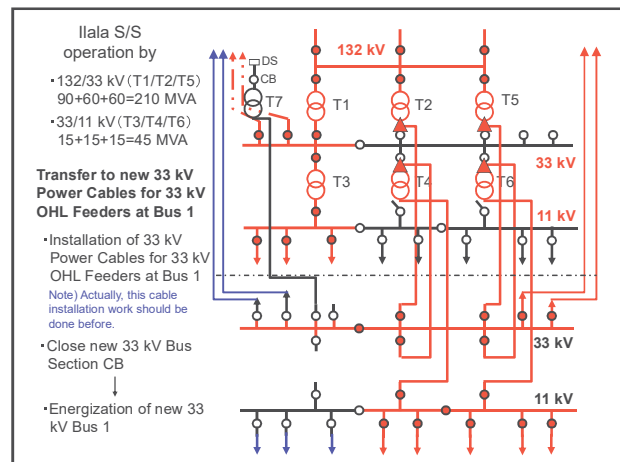 Ilala S/S
operation by
・132/33 kV(T1/T2/T5)
90+60+60=210 MVA
・33/11 kV(T3/T4/T6)
15+15+15=45 MVA
Transfer to new 33 kV
Power Cables for 33 kV
OHL Feeders at Bus 1
・Installation of 33 kV
Power Cables for 33 kV
OHL Feeders at Bus 1
Note) Actually, this cable
installation work should be
done before.
・Close new 33 kV Bus
Section CB
・Energization of new 33
kV Bus 1
DS
CB
T7
132 kV
T1
T2
T5
33 kV
T3
T4
T6
11 kV
33 kV
11 kV